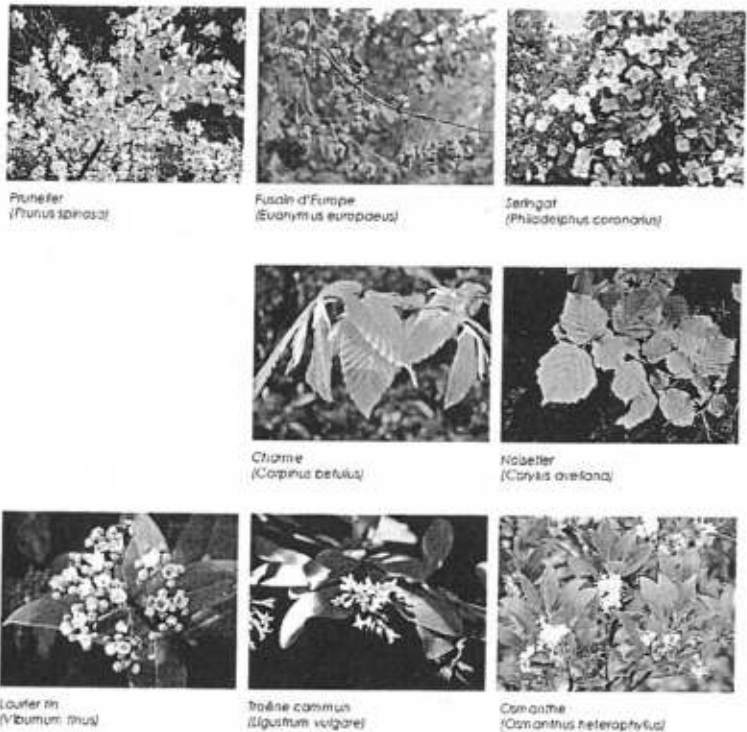 Prunelier
(Prunus spinosa)
Fusain d'Europe
(Euonymus europaeus)
Seringat
(Philadelphus coronarius)
Charme
(Carpinus betulus)
Noisetier
(Corylus avellana)
Laurier tin
(Viburnum tinus)
Troène commun
(Ligustrum vulgare)
Osmanthe
(Osmanthus heterophyllus)